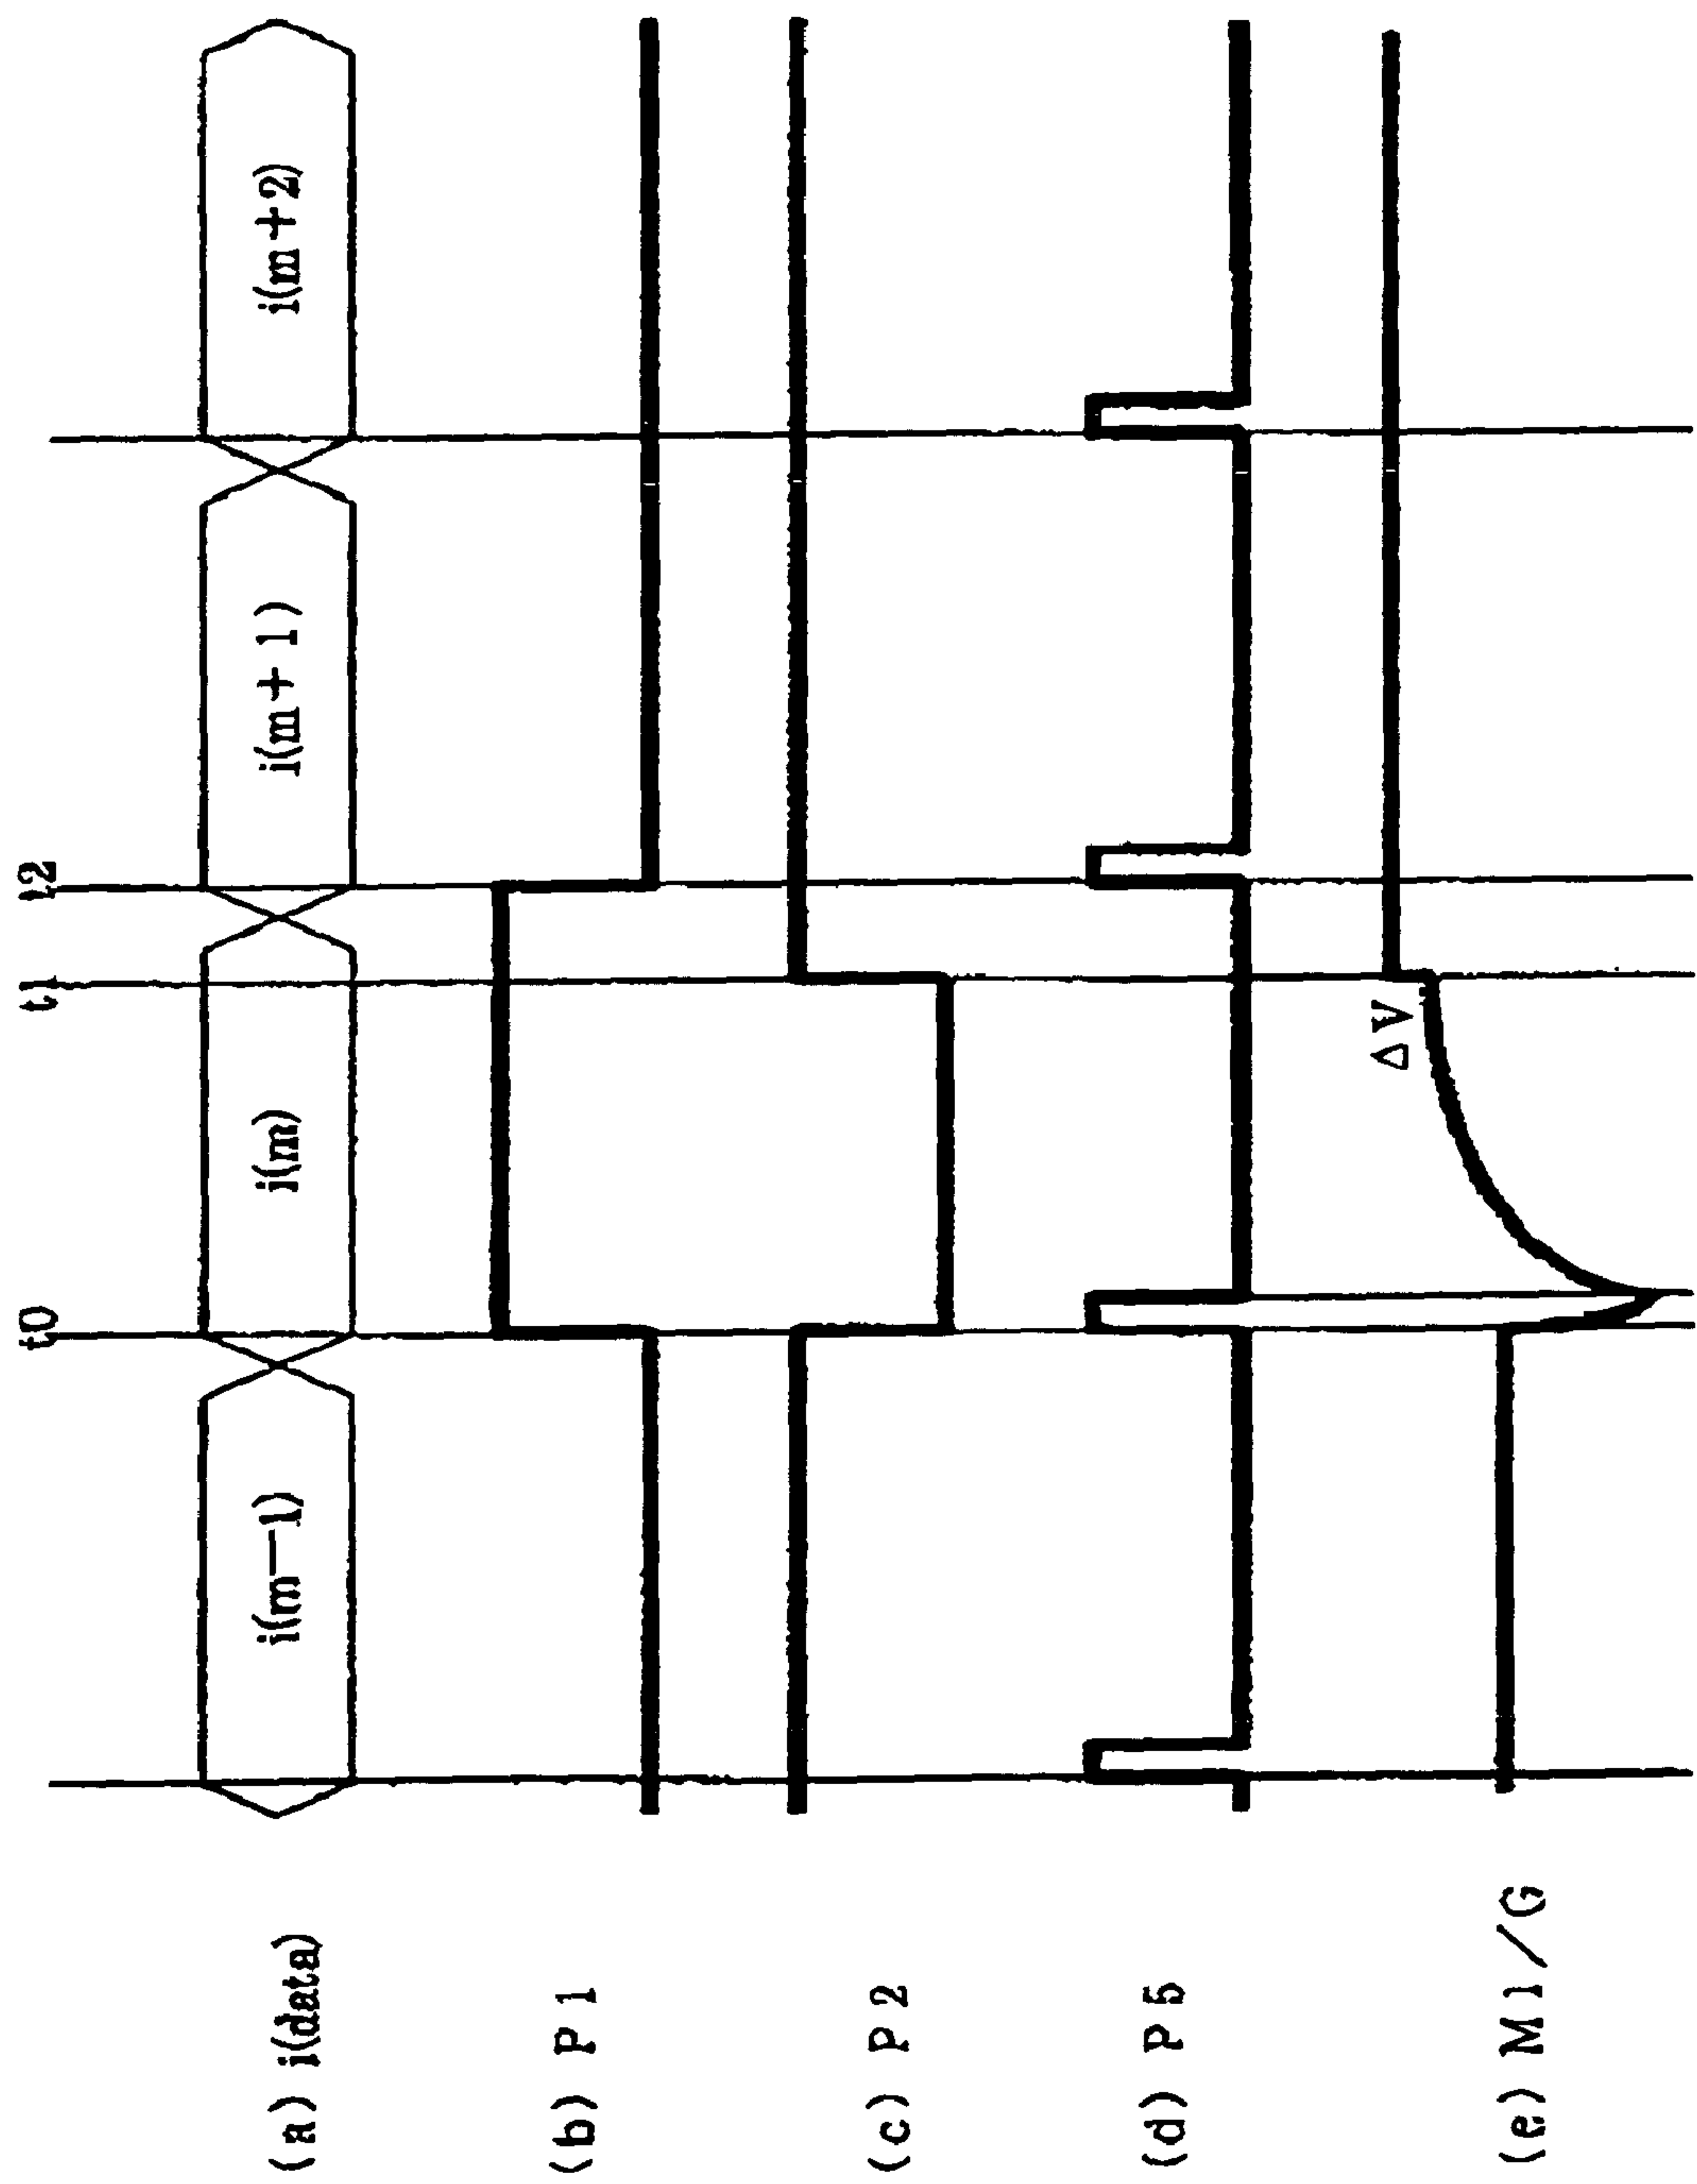 t0 t1 t2
(a) i(data) i(m−1) i(m) i(m+1) i(m+2)
(b) P1
(c) P2
(d) P5
(e) M1/G
ΔV